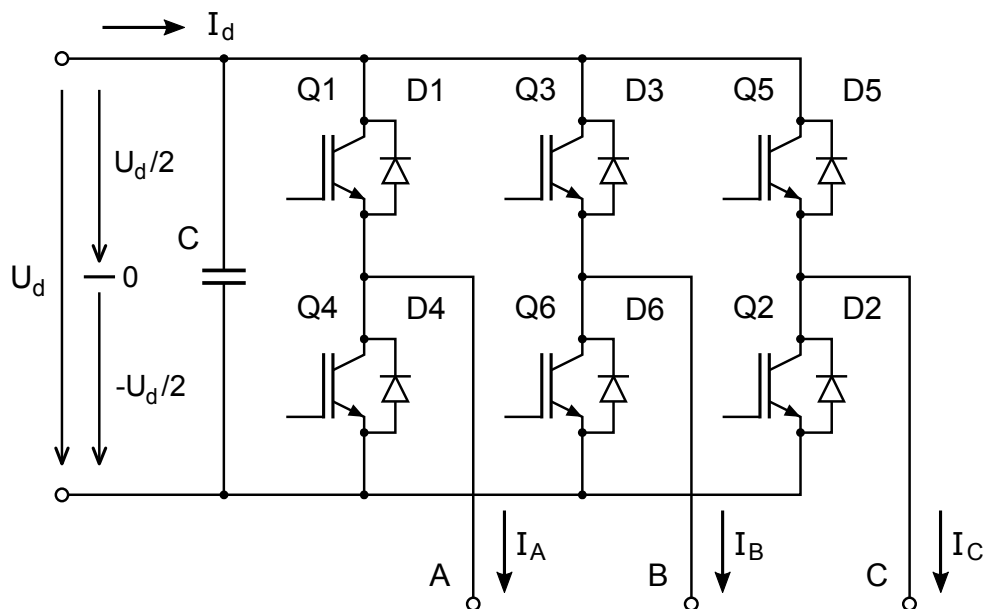 I_d
Q1 D1 Q3 D3 Q5 D5
U_d/2
C
U_d 0
Q4 D4 Q6 D6 Q2 D2
-U_d/2
I_A I_B I_C
A B C